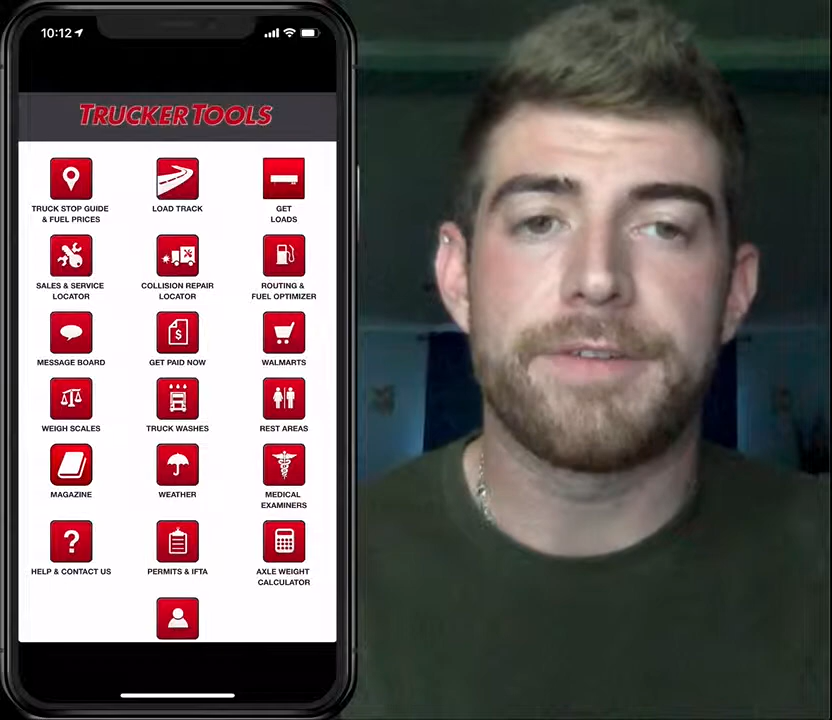 10:12
TRUCKER TOOLS
TRUCK STOP GUIDE
& FUEL PRICES
LOAD TRACK
GET
LOADS
SALES & SERVICE
LOCATOR
COLLISION REPAIR
LOCATOR
ROUTING &
FUEL OPTIMIZER
MESSAGE BOARD
$
GET PAID NOW
WALMARTS
WEIGH SCALES
TRUCK WASHES
REST AREAS
MAGAZINE
WEATHER
MEDICAL
EXAMINERS
?
HELP & CONTACT US
PERMITS & IFTA
AXLE WEIGHT
CALCULATOR